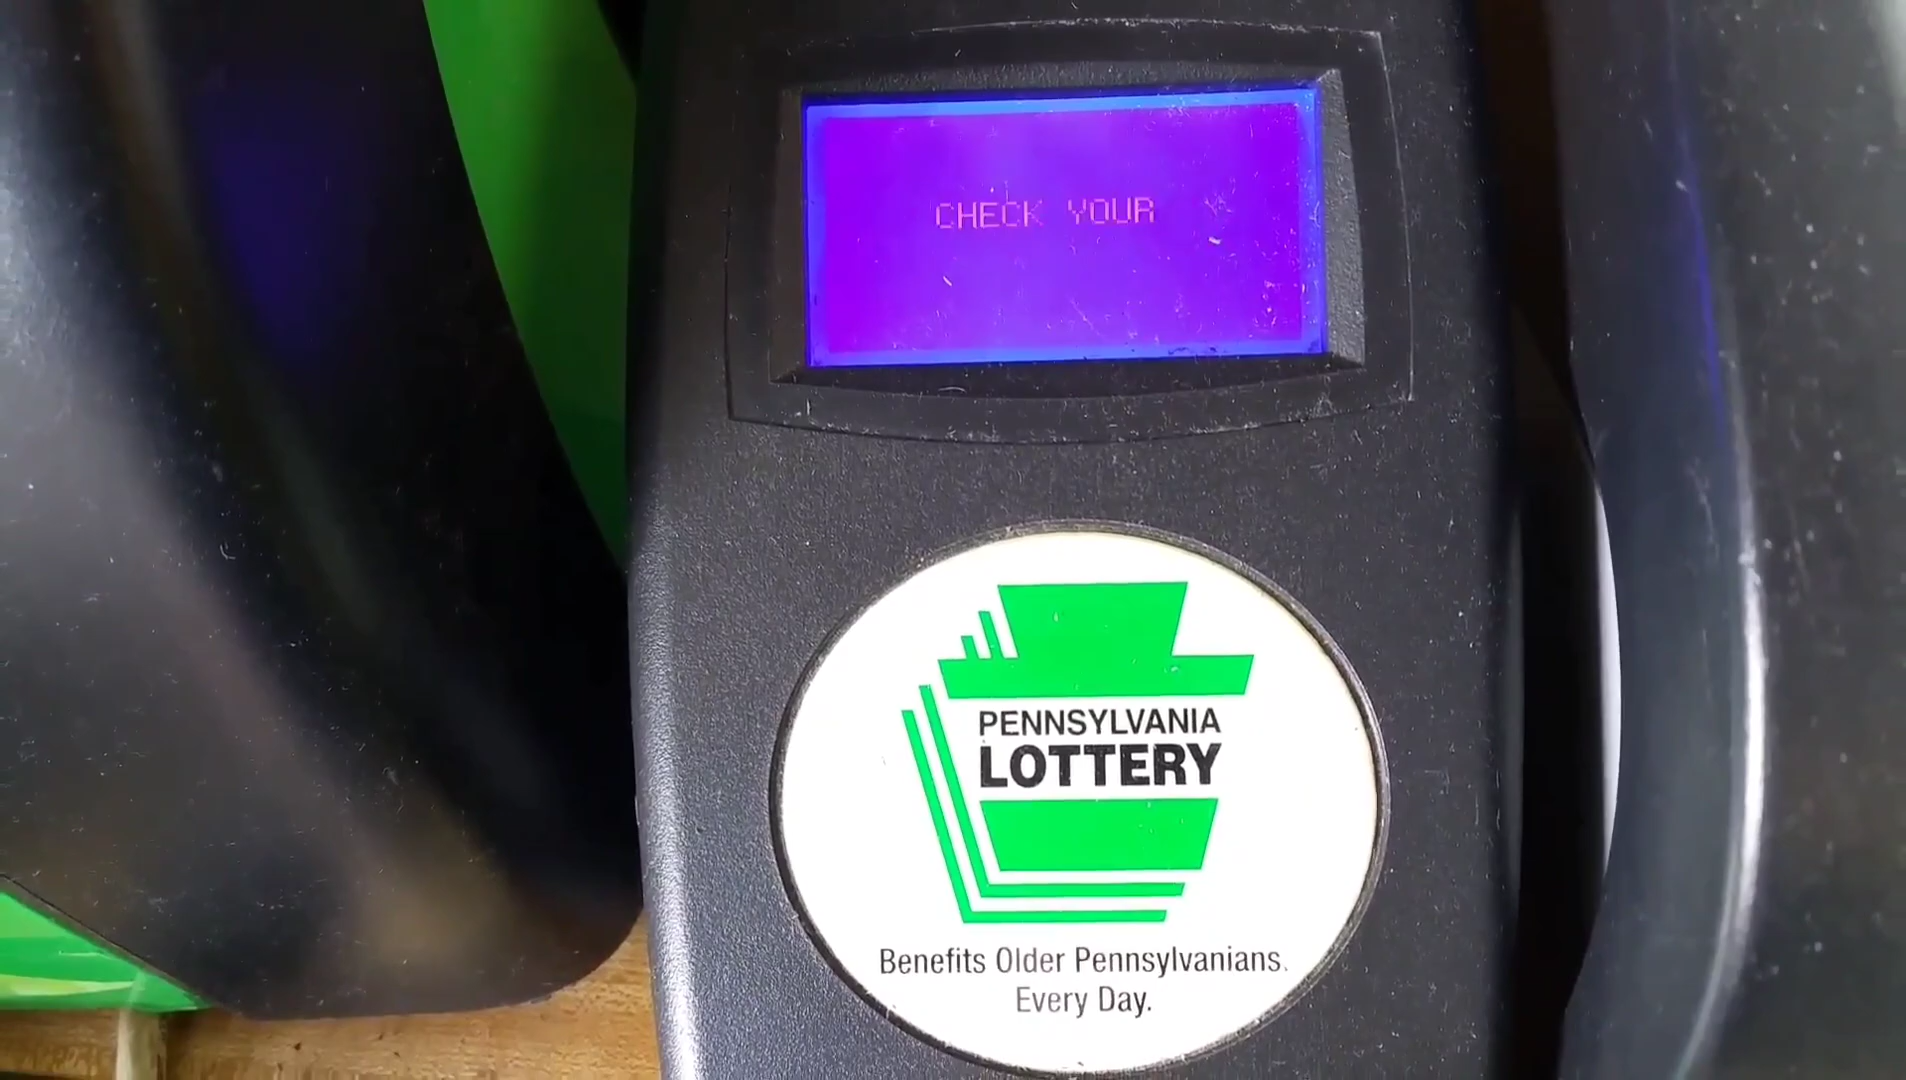 CHECK YOUR
PENNSYLVANIA
LOTTERY
Benefits Older Pennsylvanians.
Every Day.